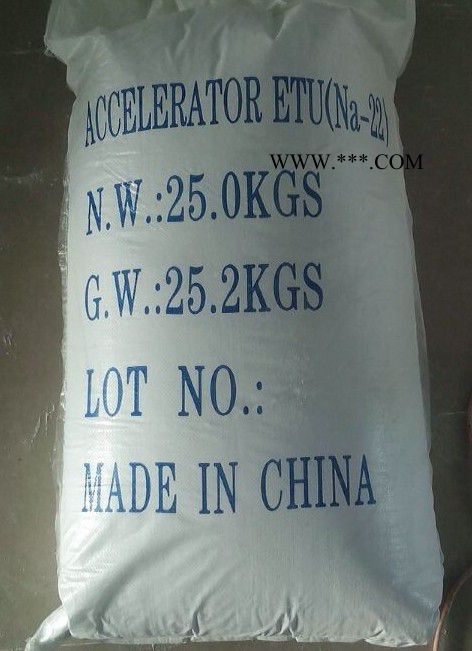 ACCELERATOR ETU(Na-22)
WWW.***.COM
N.W.:25.0KGS
G.W.:25.2KGS
LOT NO.:
MADE IN CHINA